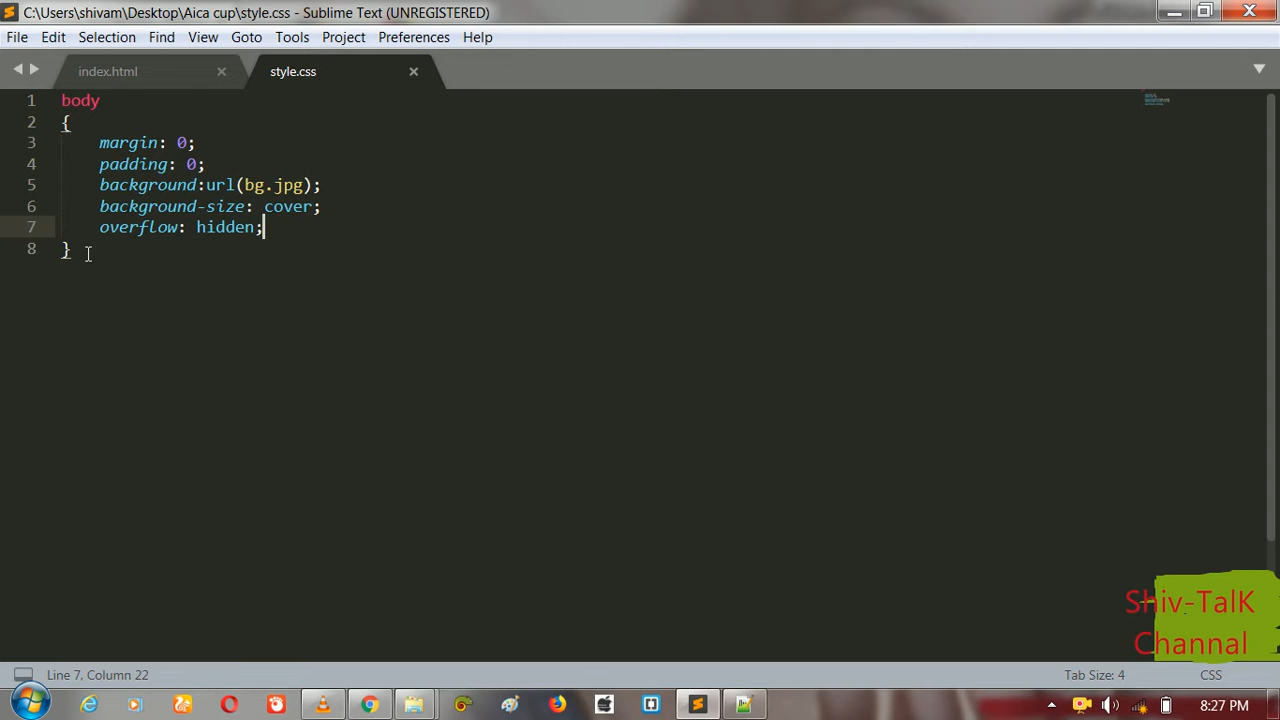 C:\Users\shivam\Desktop\Aica cup\style.css - Sublime Text (UNREGISTERED)
File Edit Selection Find View Goto Tools Project Preferences Help
index.html style.css
1 body
2 {
3 margin: 0;
4 padding: 0;
5 background:url(bg.jpg);
6 background-size: cover;
7 overflow: hidden;
8 }
Shiv-TalK
Channal
Line 7, Column 22 Tab Size: 4 CSS
8:27 PM